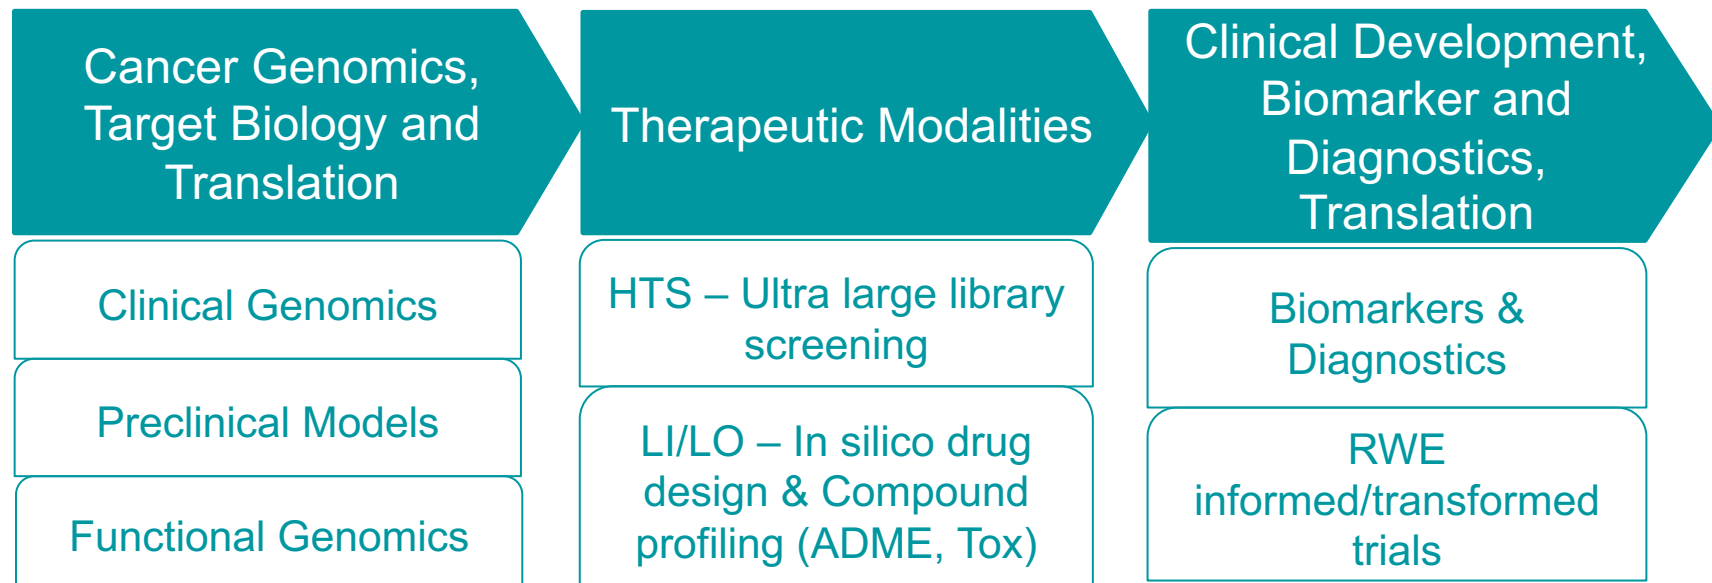 Cancer Genomics,
Target Biology and
Translation
Clinical Genomics
Preclinical Models
Functional Genomics
Therapeutic Modalities
HTS – Ultra large library
screening
LI/LO – In silico drug
design & Compound
profiling (ADME, Tox)
Clinical Development,
Biomarker and
Diagnostics,
Translation
Biomarkers &
Diagnostics
RWE
informed/transformed
trials